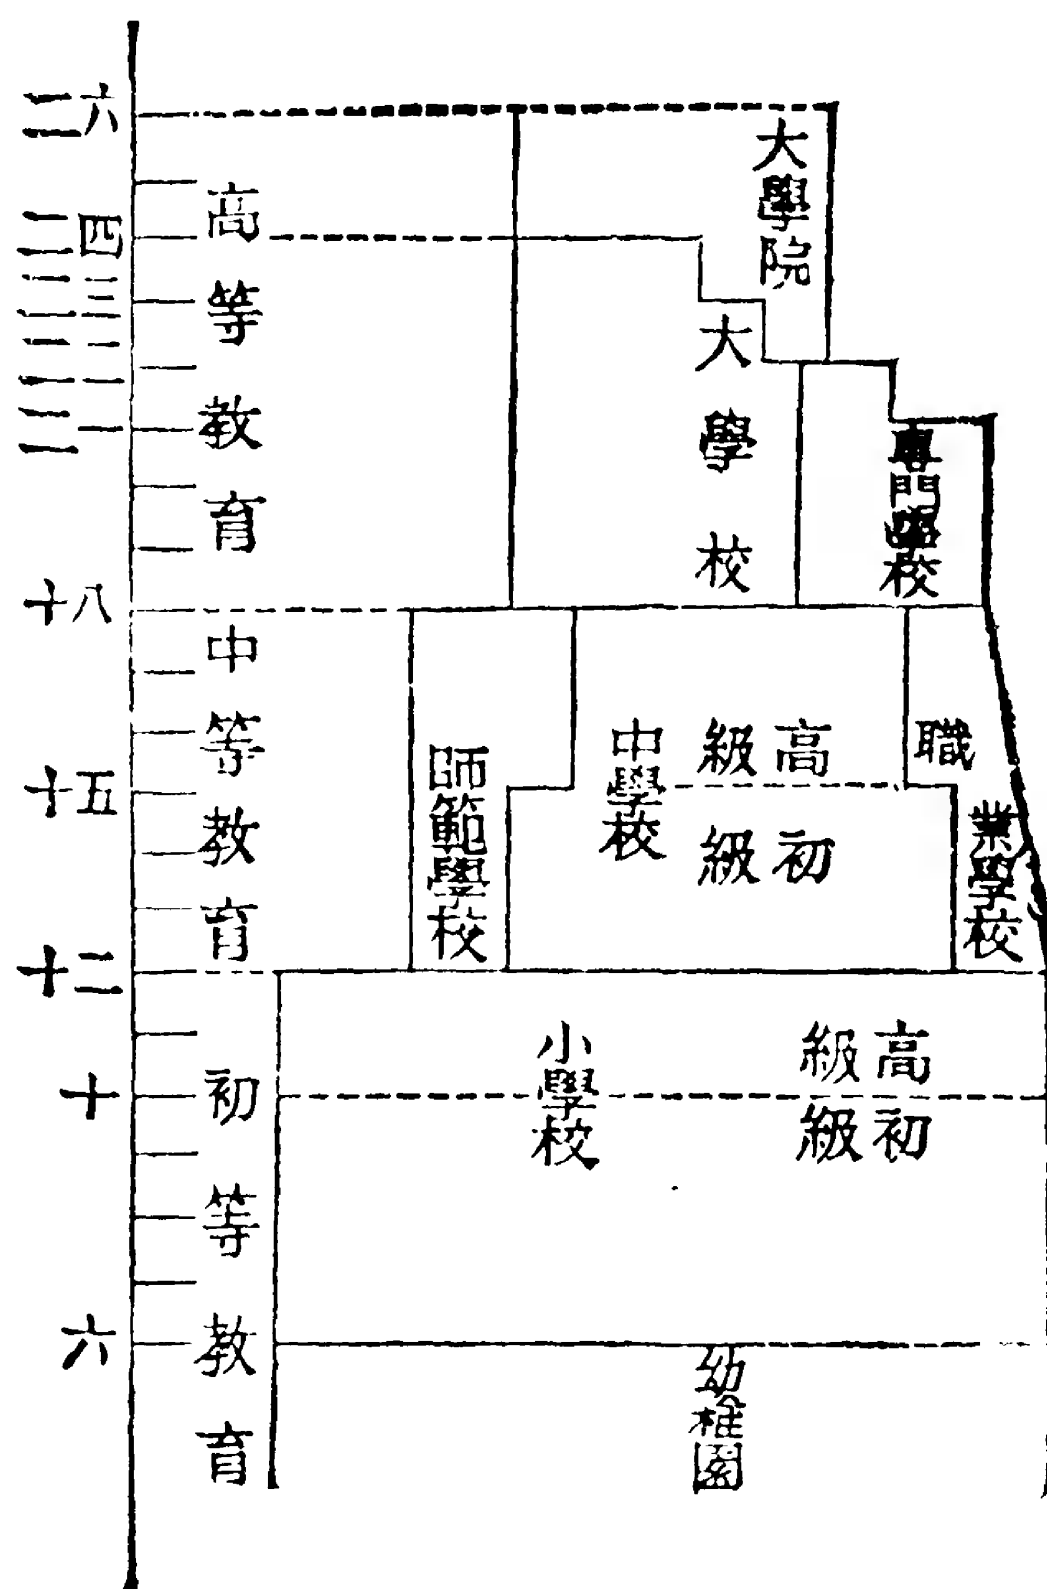 二六
二四
二三
二二
二一
十八
十五
十二
十
六
高等教育
中等教育
初等教育
大學院
大學校
專門學校
師範學校
中學校
高級
初級
職業學校
小學校
高級
初級
幼稚園